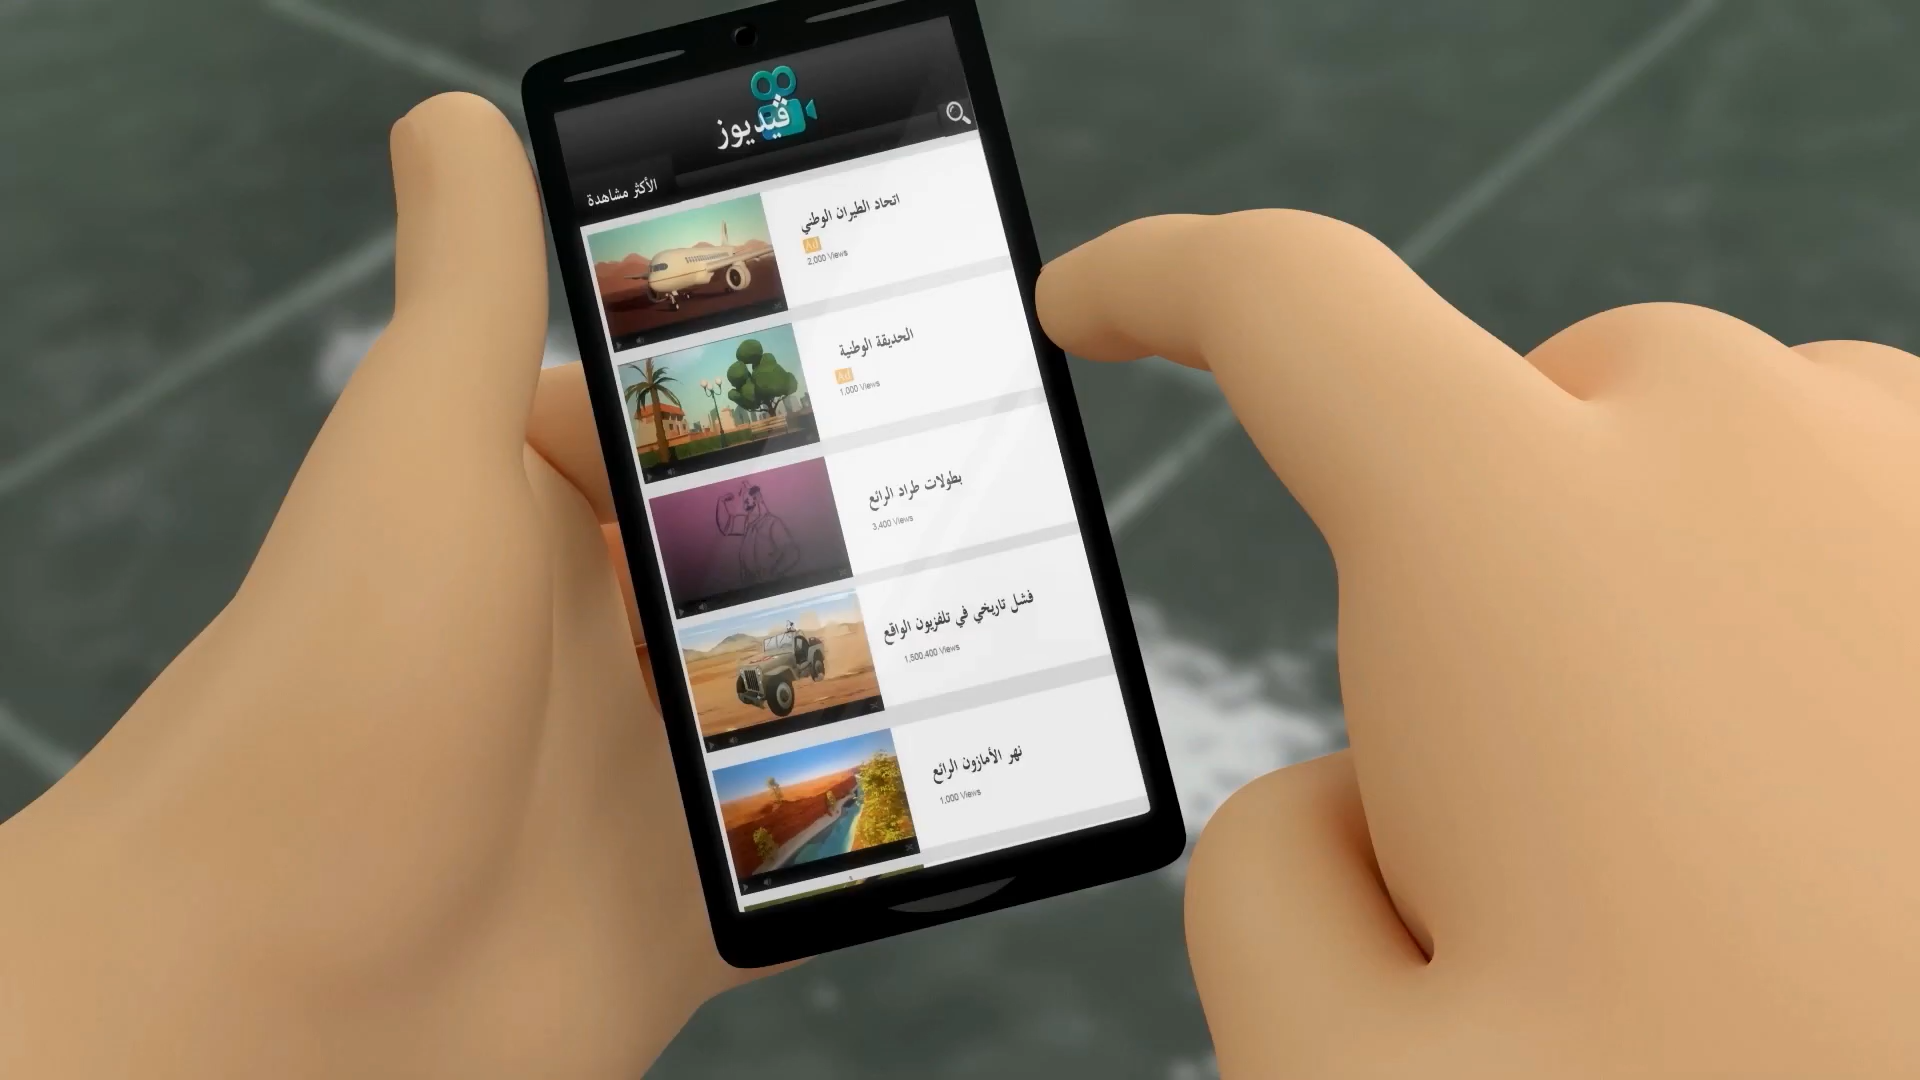 ڤيديوز
الأكثر مشاهدة
اتحاد الطيران الوطني
Ad
2,000 Views
الحديقة الوطنية
Ad
1,000 Views
بطولات طراد الرائع
3,400 Views
فشل تاريخي في تلفزيون الواقع
1,500,400 Views
نهر الأمازون الرائع
1,000 Views